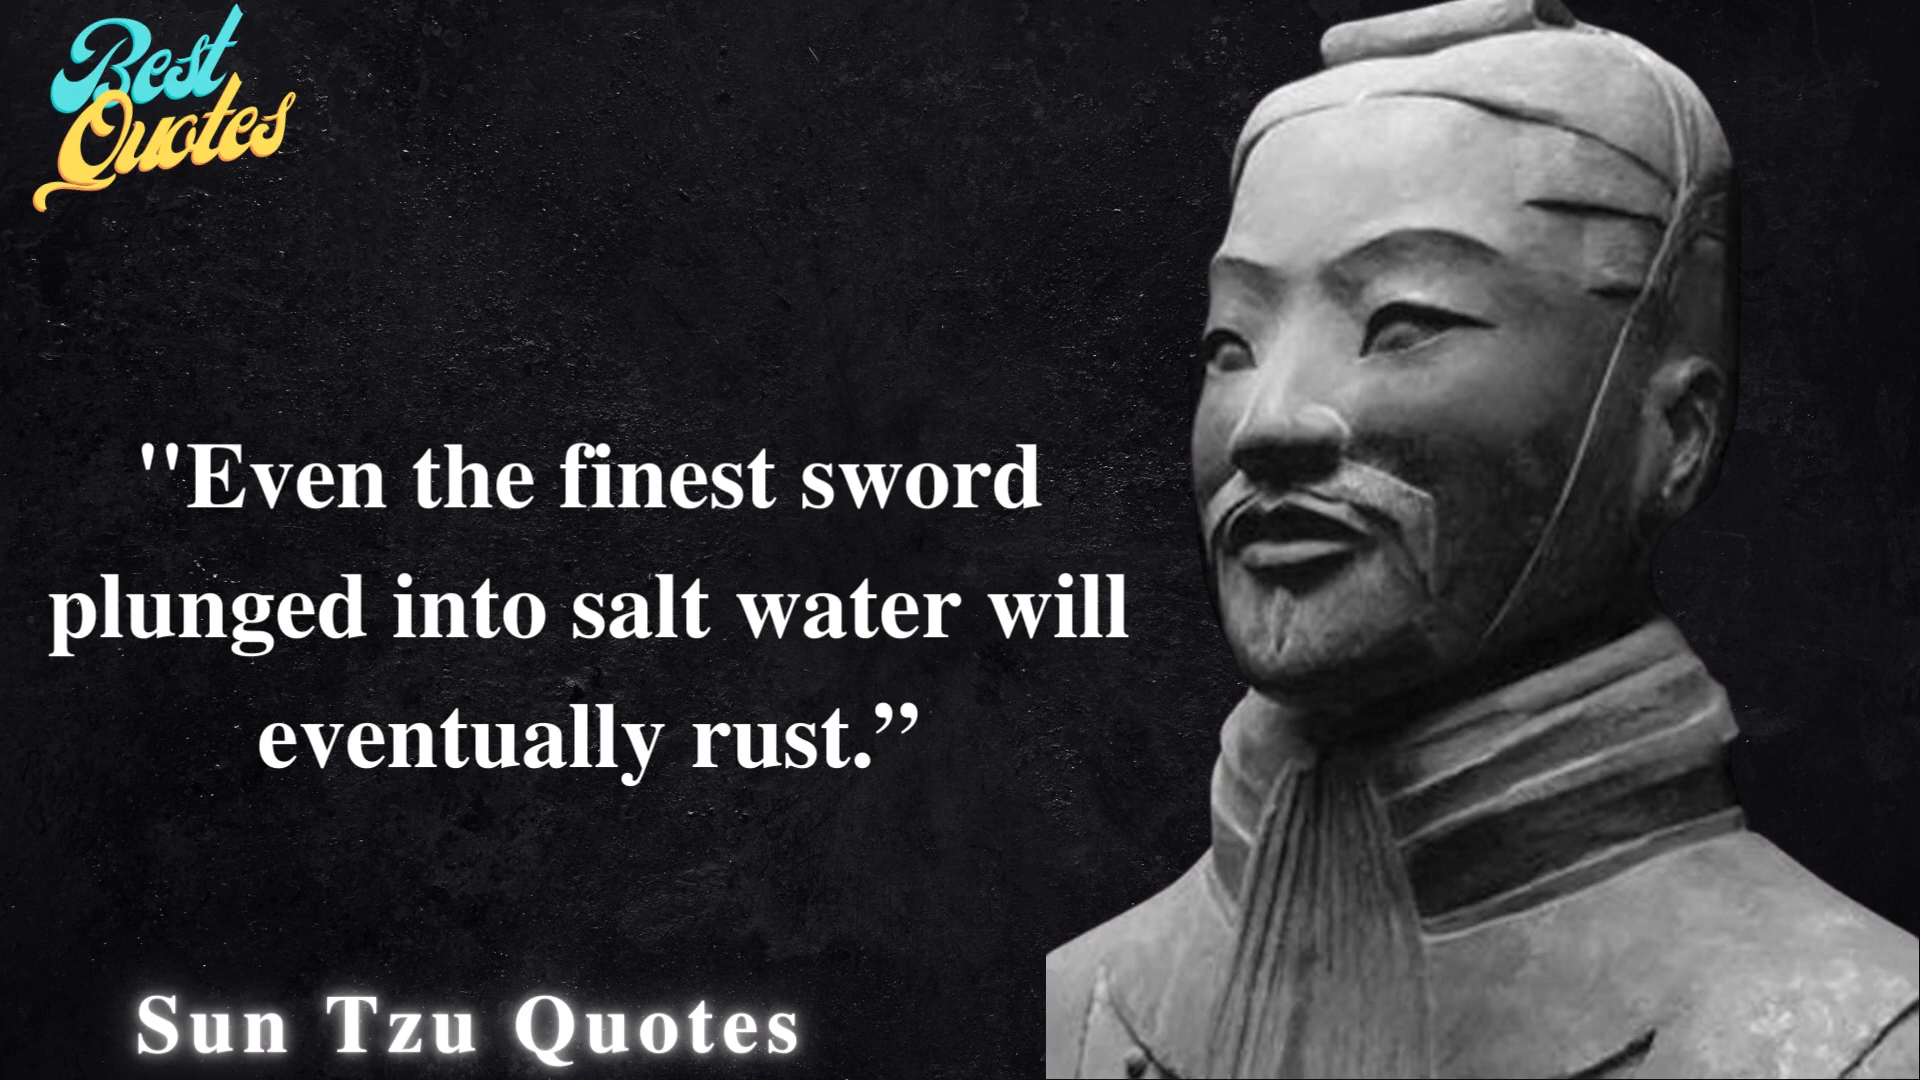 Best
Quotes
"Even the finest sword
plunged into salt water will
eventually rust.”
Sun Tzu Quotes